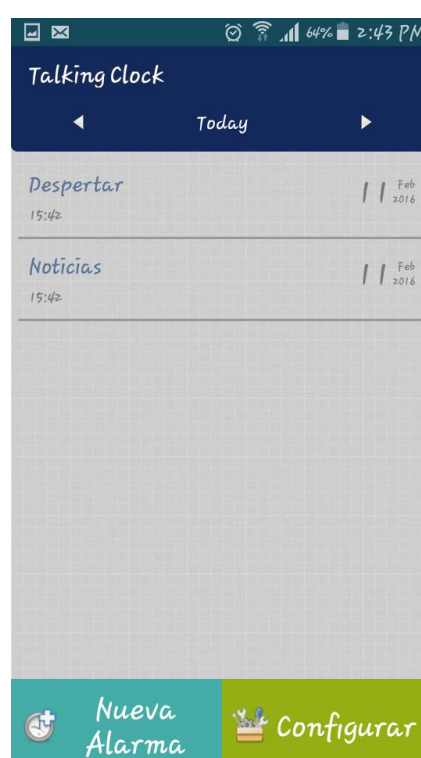 64% 2:43 PM
Talking Clock
Today
Despertar
15:42
11 Feb 2016
Noticias
15:42
11 Feb 2016
Nueva Alarma
Configurar